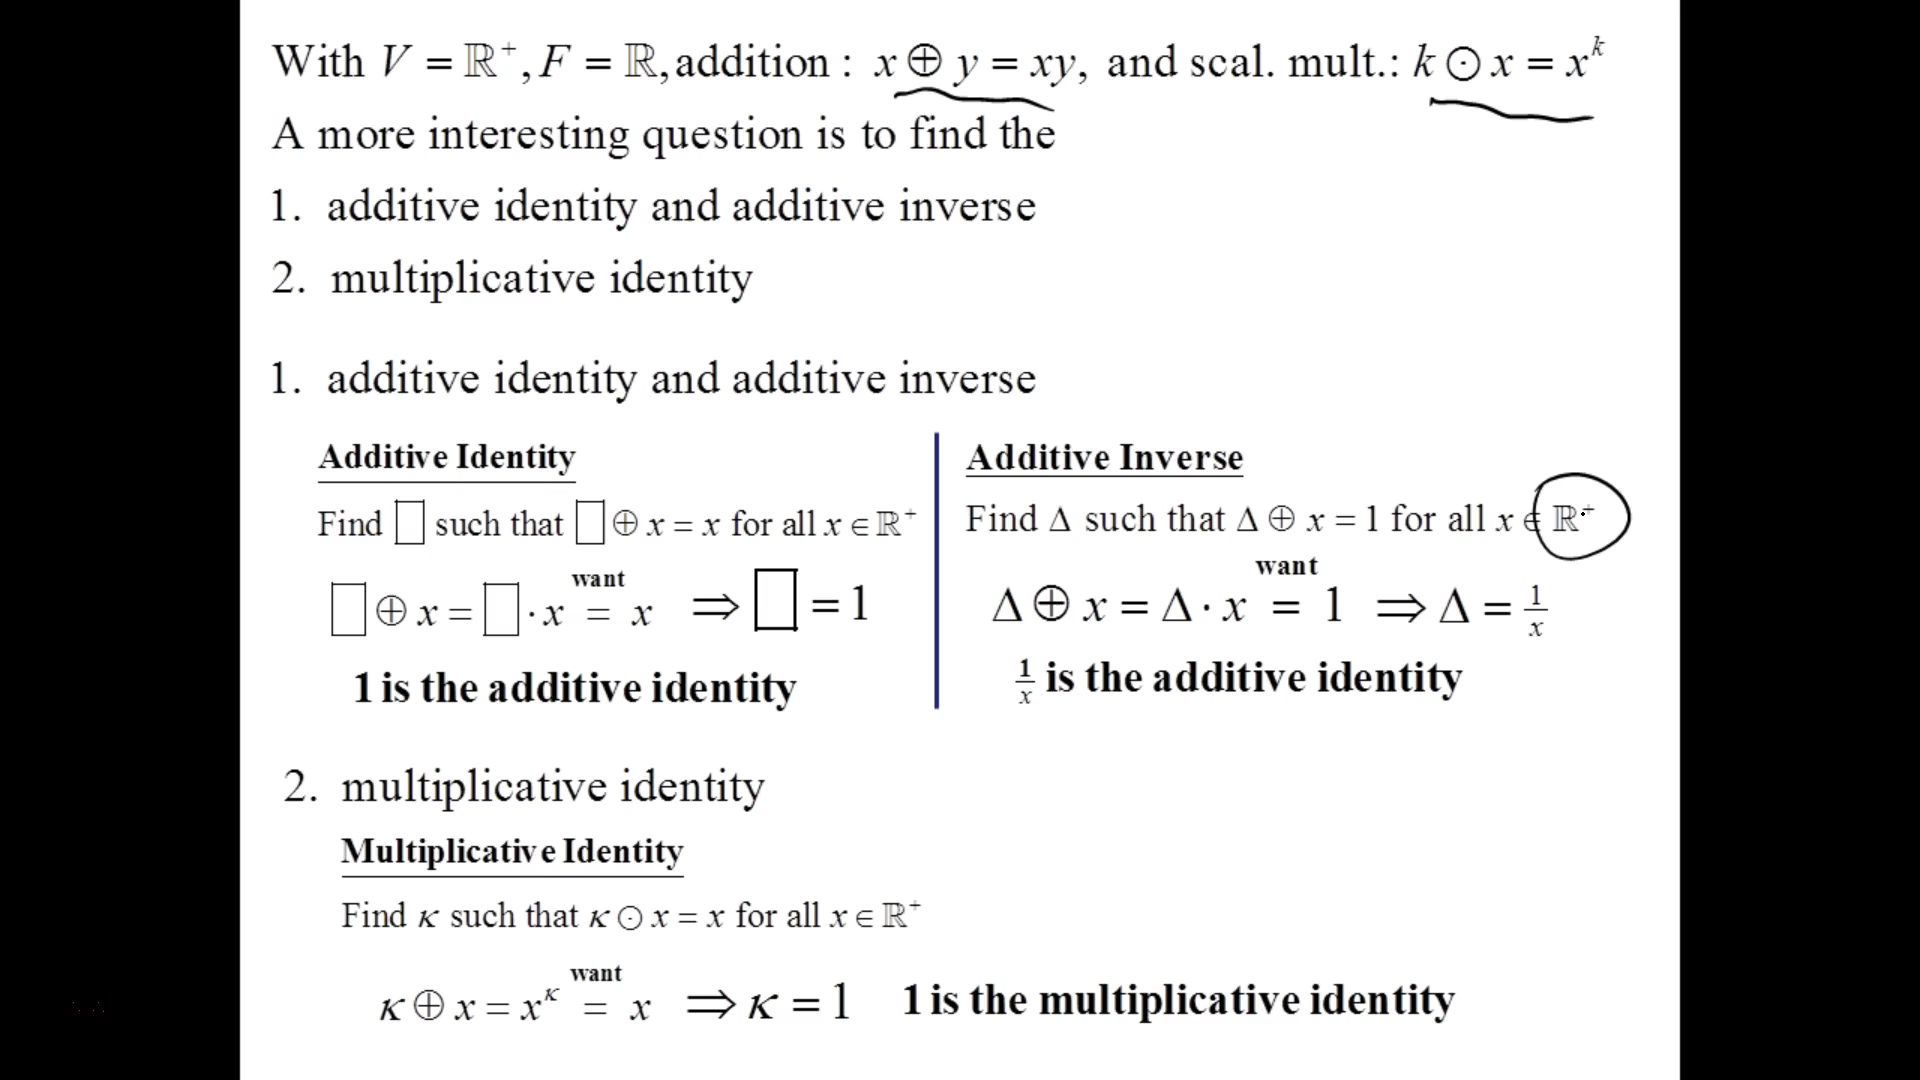 With V = ℝ⁺, F = ℝ, addition : x ⊕ y = xy, and scal. mult.: k ⊙ x = xᵏ
A more interesting question is to find the
1. additive identity and additive inverse
2. multiplicative identity
1. additive identity and additive inverse
Additive Identity
Find □ such that □ ⊕ x = x for all x ∈ ℝ⁺
□ ⊕ x = □ · x want = x ⇒ □ = 1
1 is the additive identity
Additive Inverse
Find Δ such that Δ ⊕ x = 1 for all x ∈ ℝ⁺
Δ ⊕ x = Δ · x want = 1 ⇒ Δ = 1/x
1/x is the additive identity
2. multiplicative identity
Multiplicative Identity
Find κ such that κ ⊙ x = x for all x ∈ ℝ⁺
κ ⊕ x = x^κ want = x ⇒ κ = 1 1 is the multiplicative identity